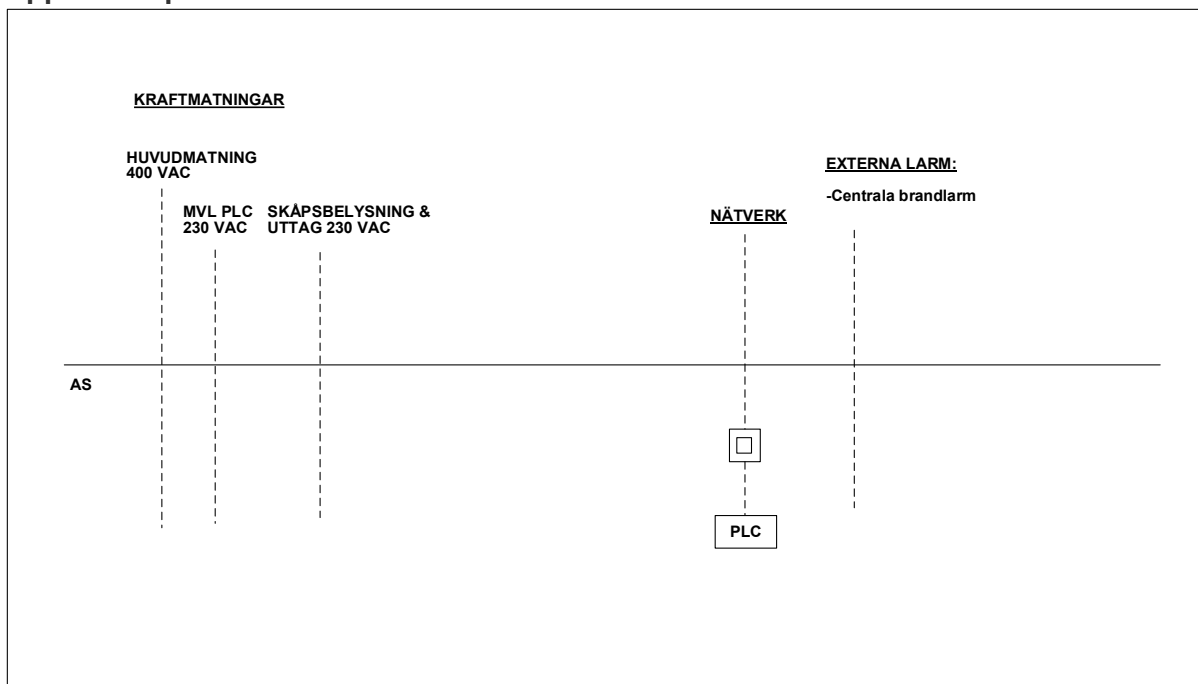 KRAFTMATNINGAR
HUVUDMATNING
400 VAC
MVL PLC
230 VAC
SKÅPSBELYSNING &
UTTAG 230 VAC
NÄTVERK
EXTERNA LARM:
-Centrala brandlarm
AS
PLC